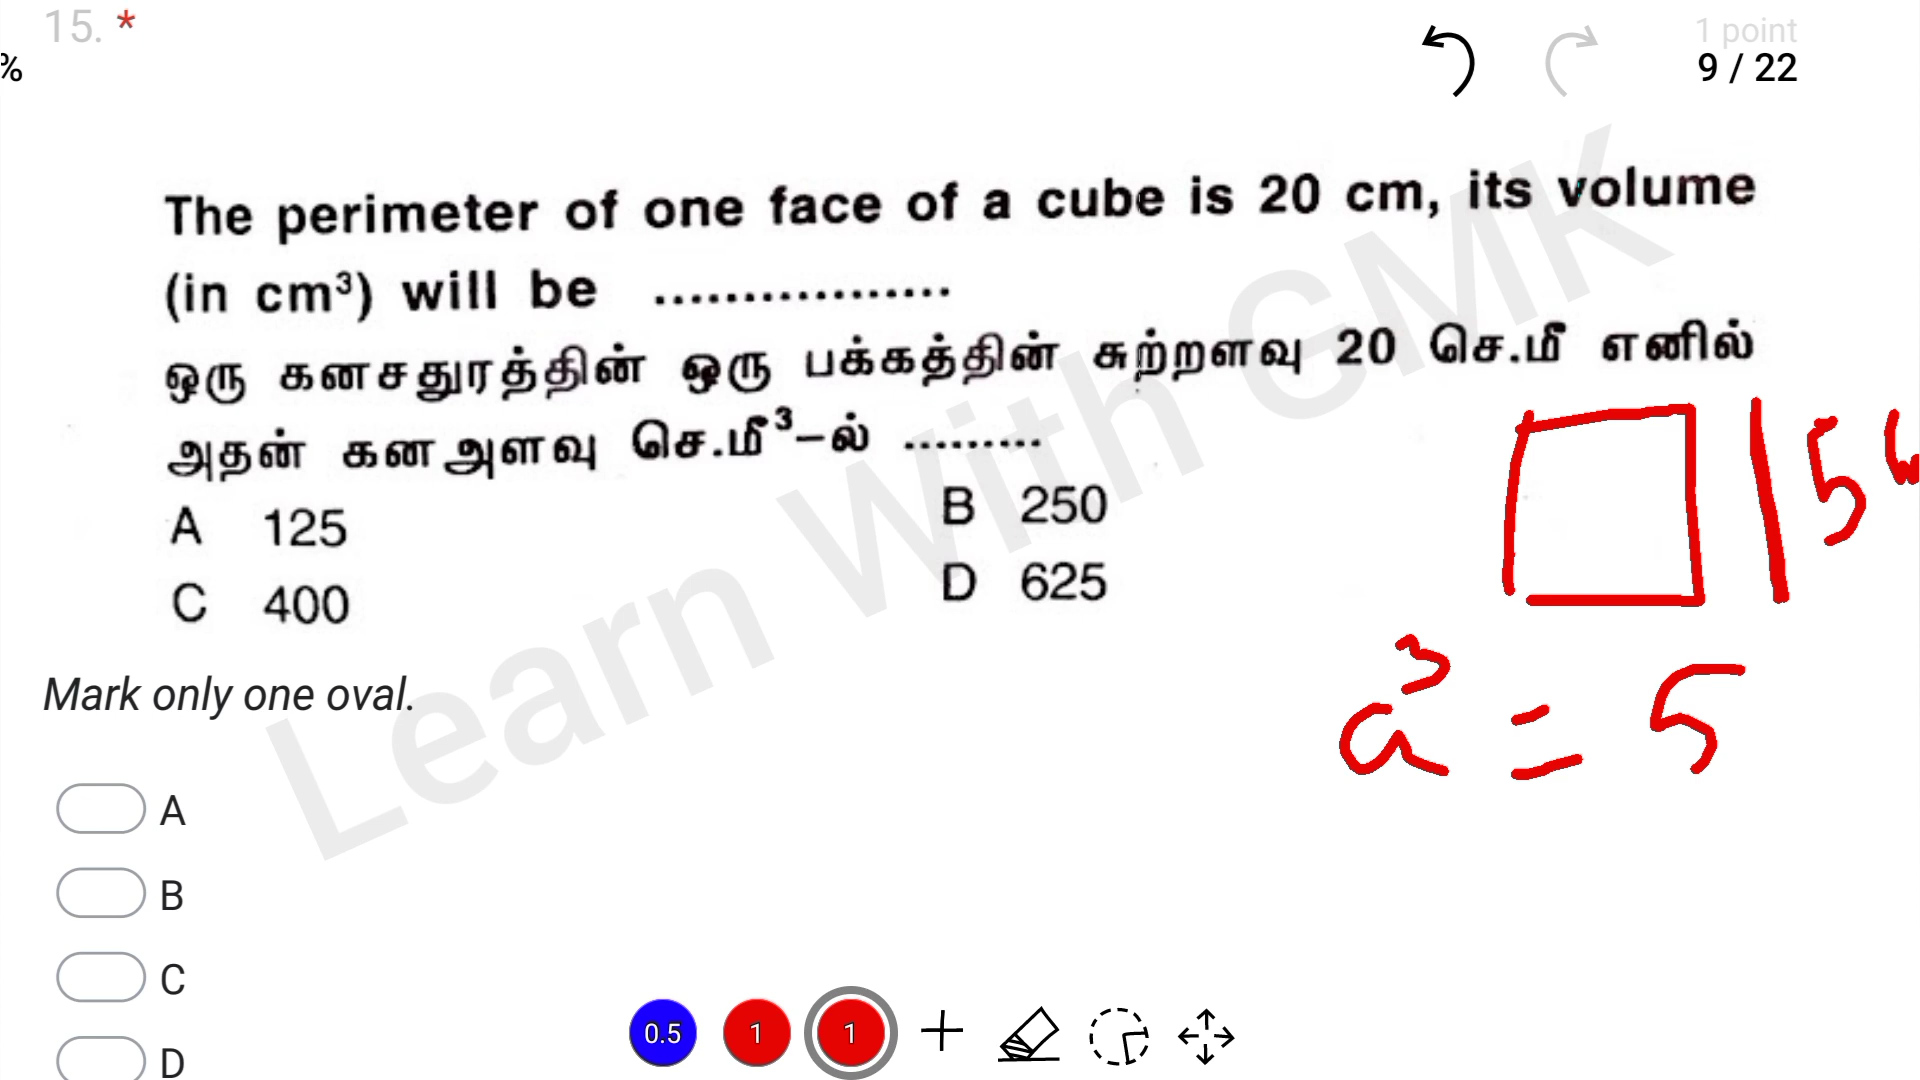 15. *
1 point
%
9 / 22
The perimeter of one face of a cube is 20 cm, its volume
(in cm³) will be .................
ஒரு கனசதுரத்தின் ஒரு பக்கத்தின் சுற்றளவு 20 செ.மீ எனில்
அதன் கனஅளவு செ.மீ³–ல் .........
A 125
B 250
C 400
D 625
5
a³ = 5
Mark only one oval.
A
B
C
D
0.5
1
1
Learn With GMK